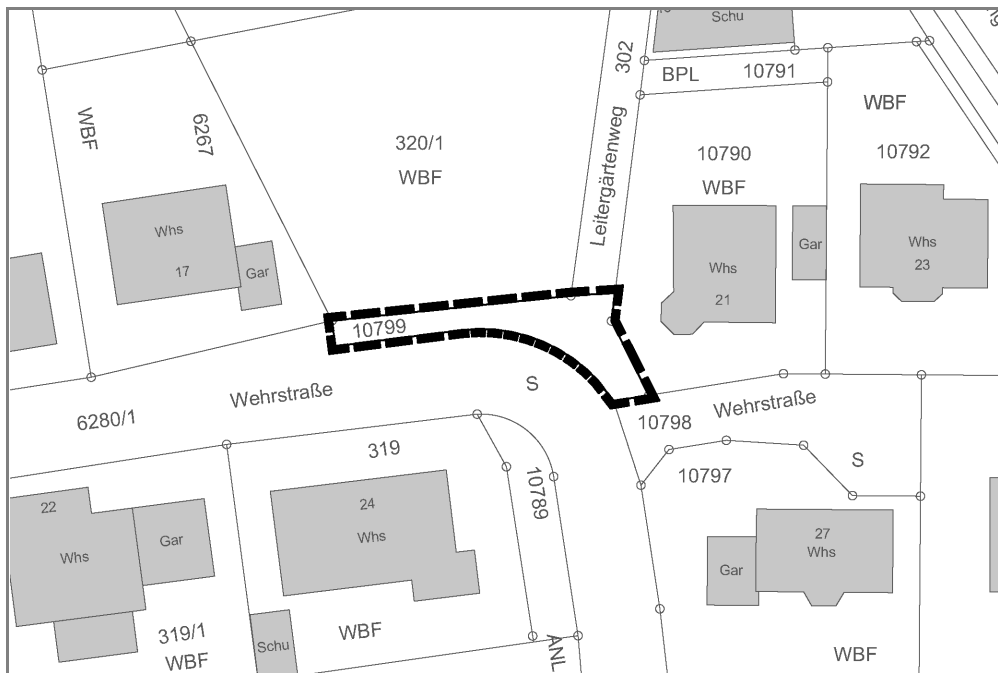 Schu
302
BPL
10791
WBF
WBF
6267
320/1
WBF
10790
WBF
10792
Leitergärtenweg
Whs
17
Gar
Whs
21
Gar
Whs
23
10799
Wehrstraße
S
6280/1
10798
Wehrstraße
319
10789
10797
S
22
Whs
Gar
24
Whs
27
Whs
Gar
319/1
WBF
Schu
WBF
ANL
WBF